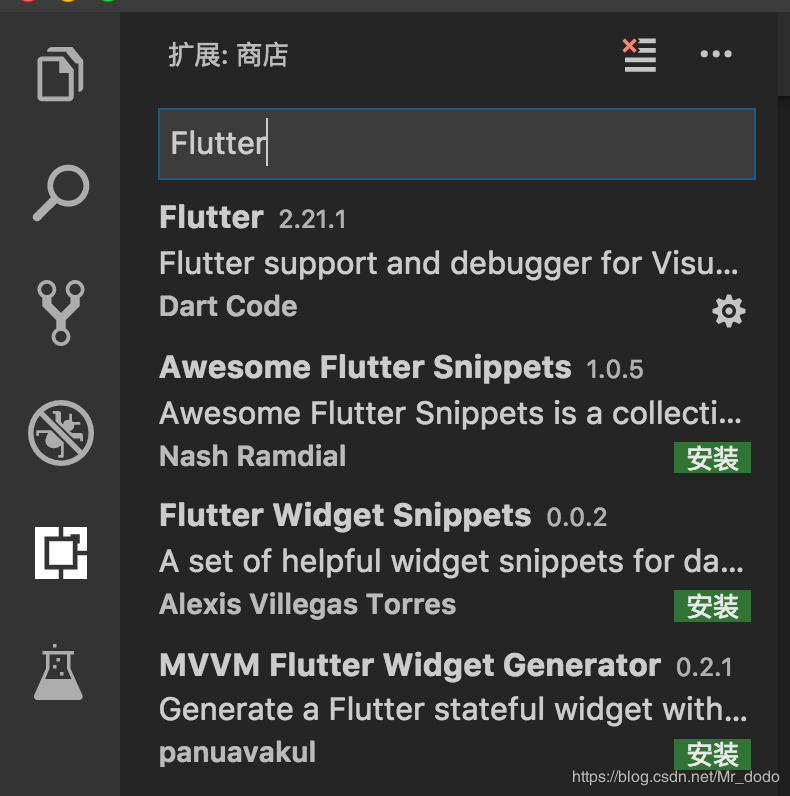 扩展: 商店
Flutter
Flutter 2.21.1
Flutter support and debugger for Visu...
Dart Code
Awesome Flutter Snippets 1.0.5
Awesome Flutter Snippets is a collecti...
Nash Ramdial 安装
Flutter Widget Snippets 0.0.2
A set of helpful widget snippets for da...
Alexis Villegas Torres 安装
MVVM Flutter Widget Generator 0.2.1
Generate a Flutter stateful widget with...
panuavakul 安装
https://blog.csdn.net/Mr_dodo